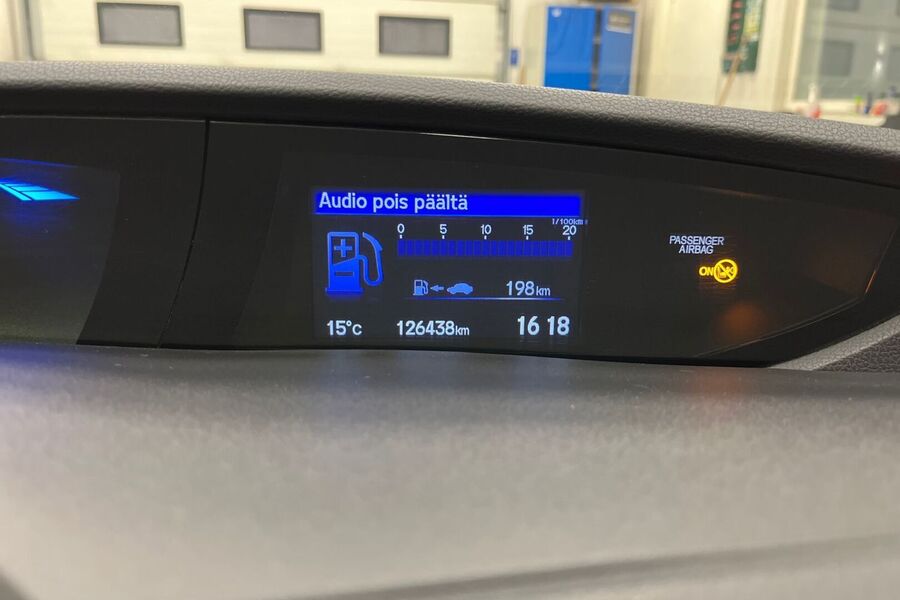 Audio pois päältä
l/100km
0 5 10 15 20
198km
15°C 126438km 16 18
PASSENGER
AIRBAG
ON